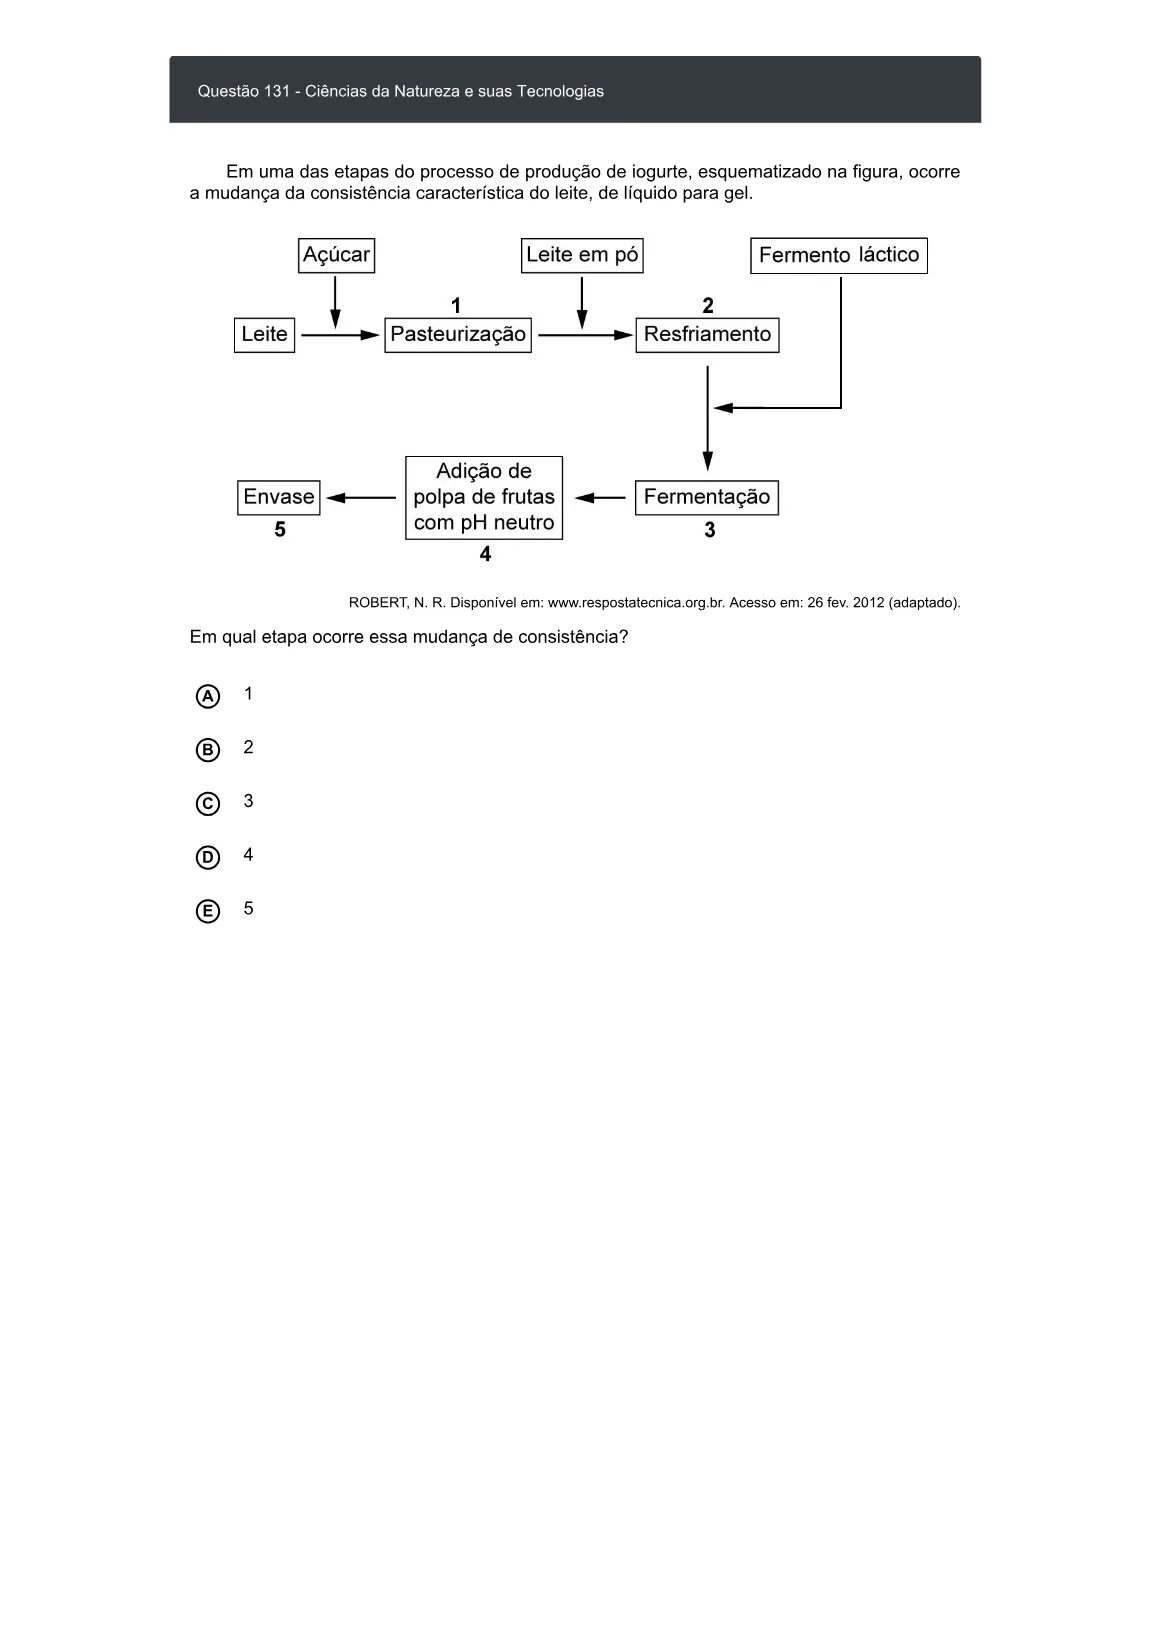 Questão 131 - Ciências da Natureza e suas Tecnologias
Em uma das etapas do processo de produção de iogurte, esquematizado na figura, ocorre
a mudança da consistência característica do leite, de líquido para gel.
Açúcar
Leite em pó
Fermento láctico
1
2
Leite
Pasteurização
Resfriamento
Envase
5
Adição de
polpa de frutas
com pH neutro
4
Fermentação
3
ROBERT, N. R. Disponível em: www.respostatecnica.org.br. Acesso em: 26 fev. 2012 (adaptado).
Em qual etapa ocorre essa mudança de consistência?
A 1
B 2
C 3
D 4
E 5